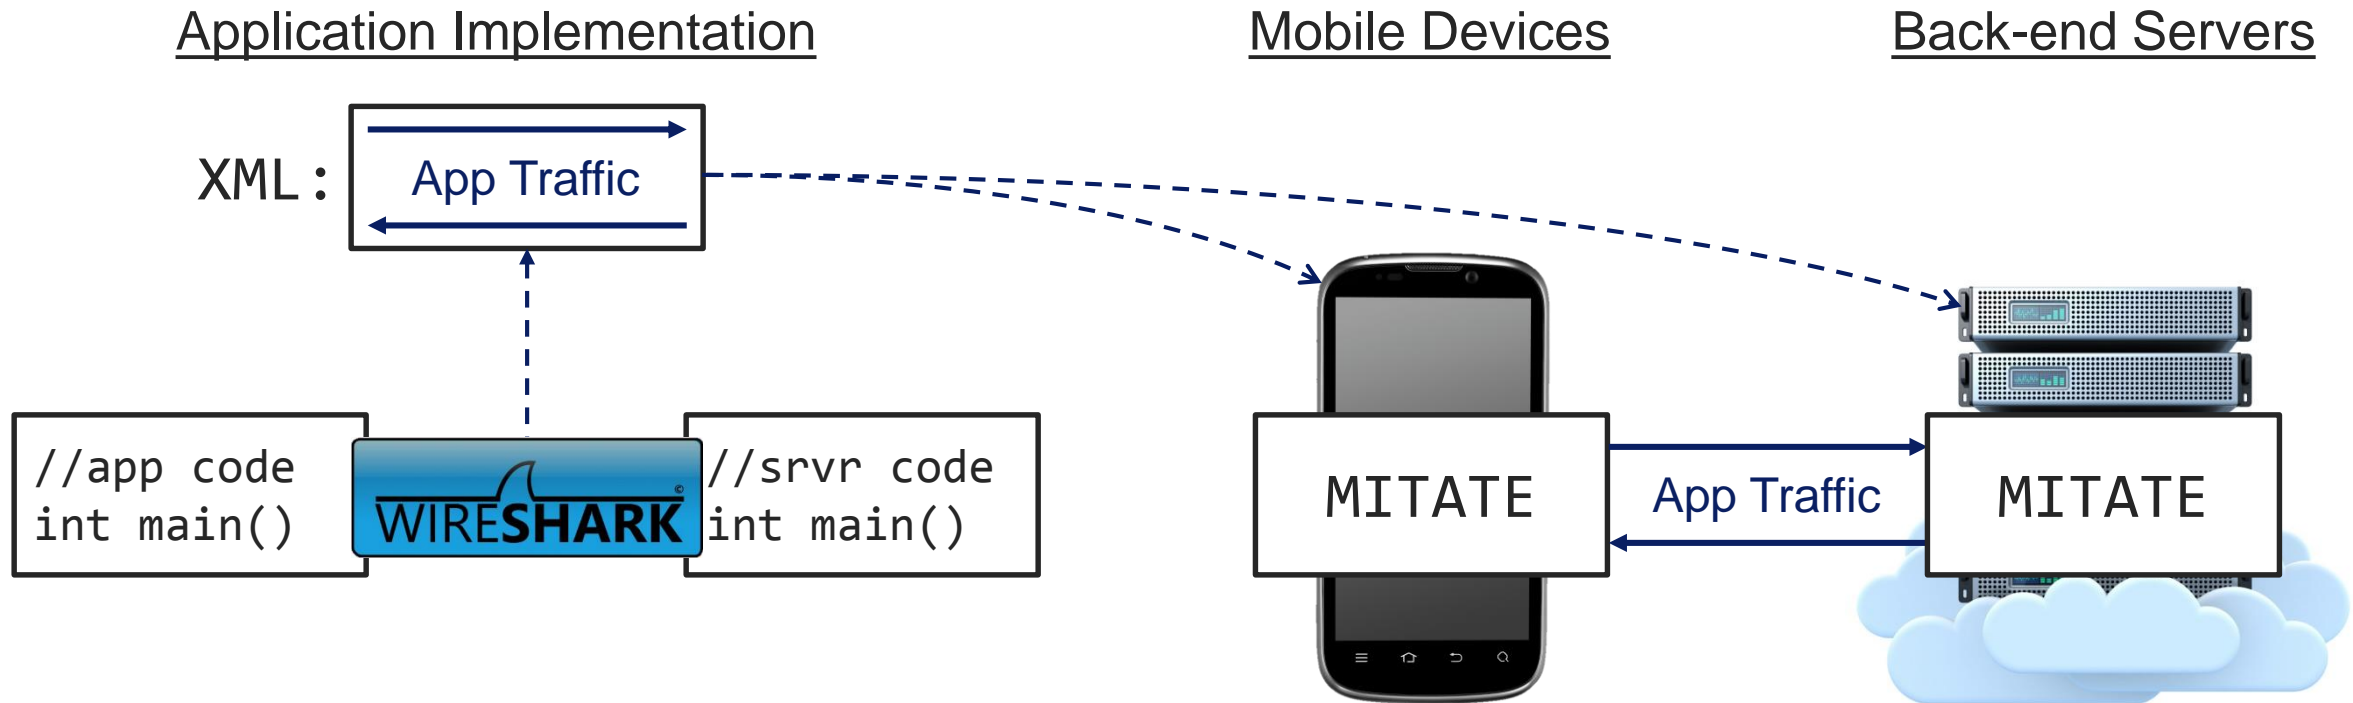 Application Implementation
Mobile Devices
Back-end Servers
XML:
App Traffic
//app code
int main()
WIRESHARK
©
//srvr code
int main()
MITATE
App Traffic
MITATE